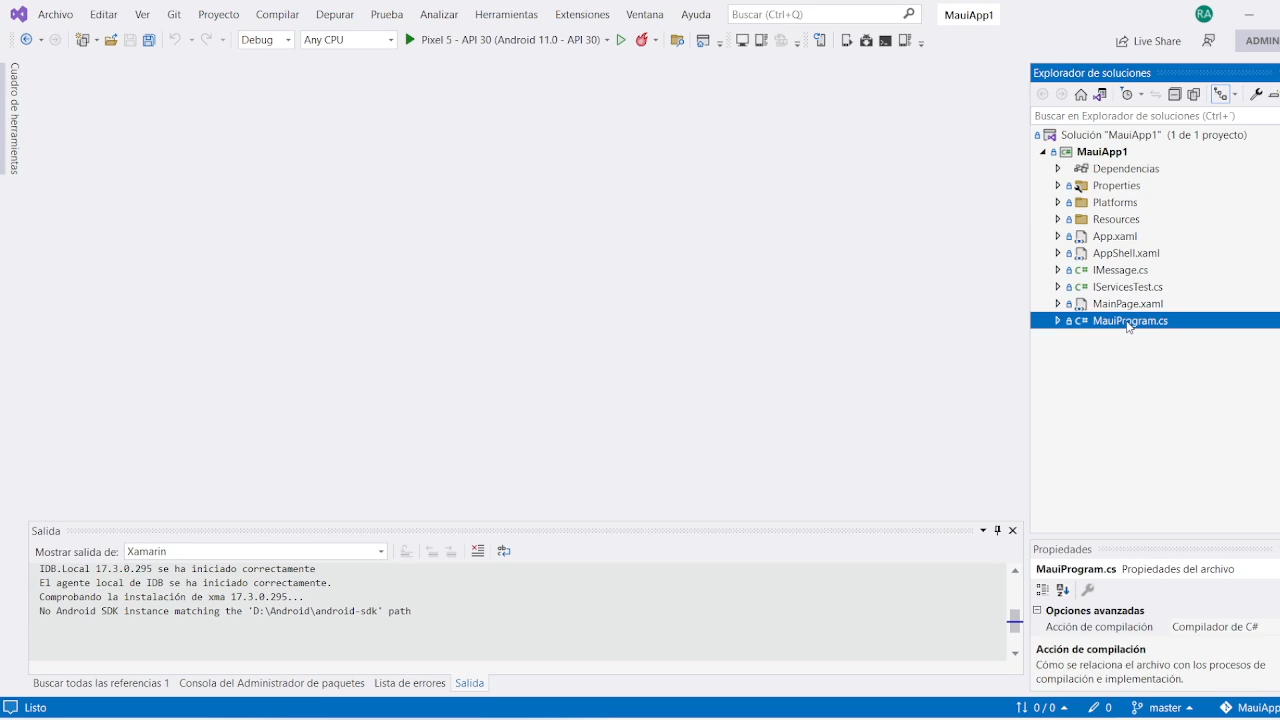 Archivo Editar Ver Git Proyecto Compilar Depurar Prueba Analizar Herramientas Extensiones Ventana Ayuda Buscar (Ctrl+Q) MauiApp1 RA
Debug Any CPU Pixel 5 - API 30 (Android 11.0 - API 30) Live Share ADMIN
Cuadro de herramientas
Explorador de soluciones
Buscar en Explorador de soluciones (Ctrl+¨)
Solución "MauiApp1" (1 de 1 proyecto)
MauiApp1
Dependencias
Properties
Platforms
Resources
App.xaml
AppShell.xaml
IMessage.cs
IServicesTest.cs
MainPage.xaml
MauiProgram.cs
Salida
Mostrar salida de: Xamarin
IDB.Local 17.3.0.295 se ha iniciado correctamente
El agente local de IDB se ha iniciado correctamente.
Comprobando la instalación de xma 17.3.0.295...
No Android SDK instance matching the 'D:\Android\android-sdk' path
Propiedades
MauiProgram.cs Propiedades del archivo
Opciones avanzadas
Acción de compilación Compilador de C#
Acción de compilación
Cómo se relaciona el archivo con los procesos de
compilación e implementación.
Buscar todas las referencias 1 Consola del Administrador de paquetes Lista de errores Salida
Listo 0 / 0 0 master MauiApp